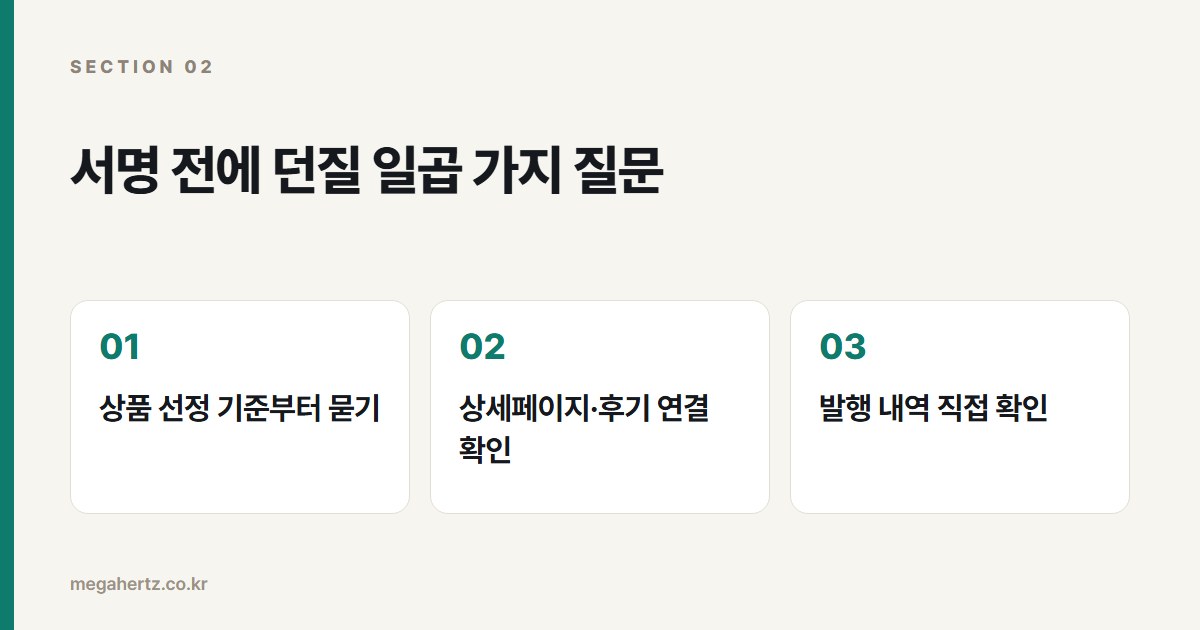 SECTION 02
서명 전에 던질 일곱 가지 질문
01
상품 선정 기준부터 묻기
02
상세페이지·후기 연결
확인
03
발행 내역 직접 확인
megahertz.co.kr